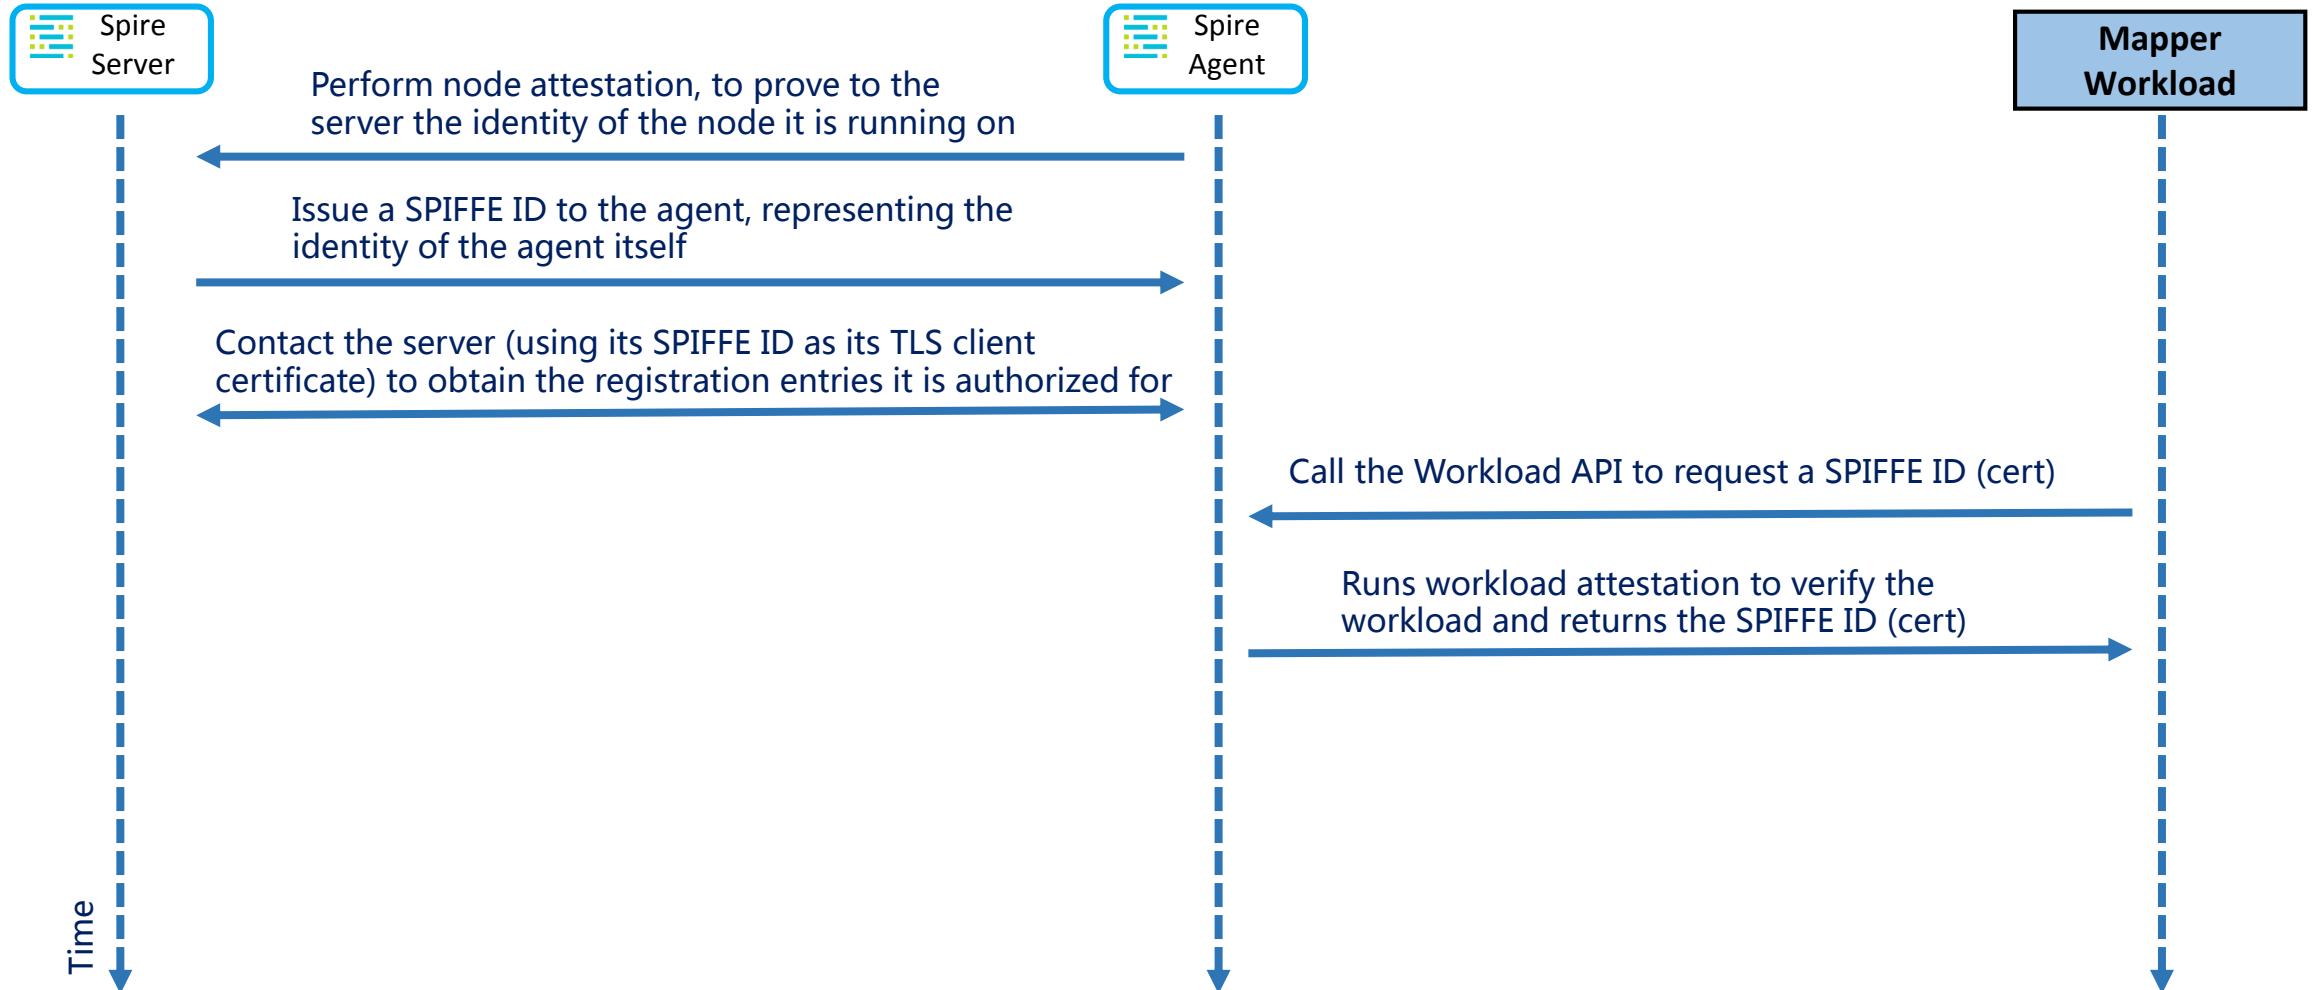 Spire
Server
Spire
Agent
Mapper
Workload
Perform node attestation, to prove to the
server the identity of the node it is running on
Issue a SPIFFE ID to the agent, representing the
identity of the agent itself
Contact the server (using its SPIFFE ID as its TLS client
certificate) to obtain the registration entries it is authorized for
Call the Workload API to request a SPIFFE ID (cert)
Runs workload attestation to verify the
workload and returns the SPIFFE ID (cert)
Time